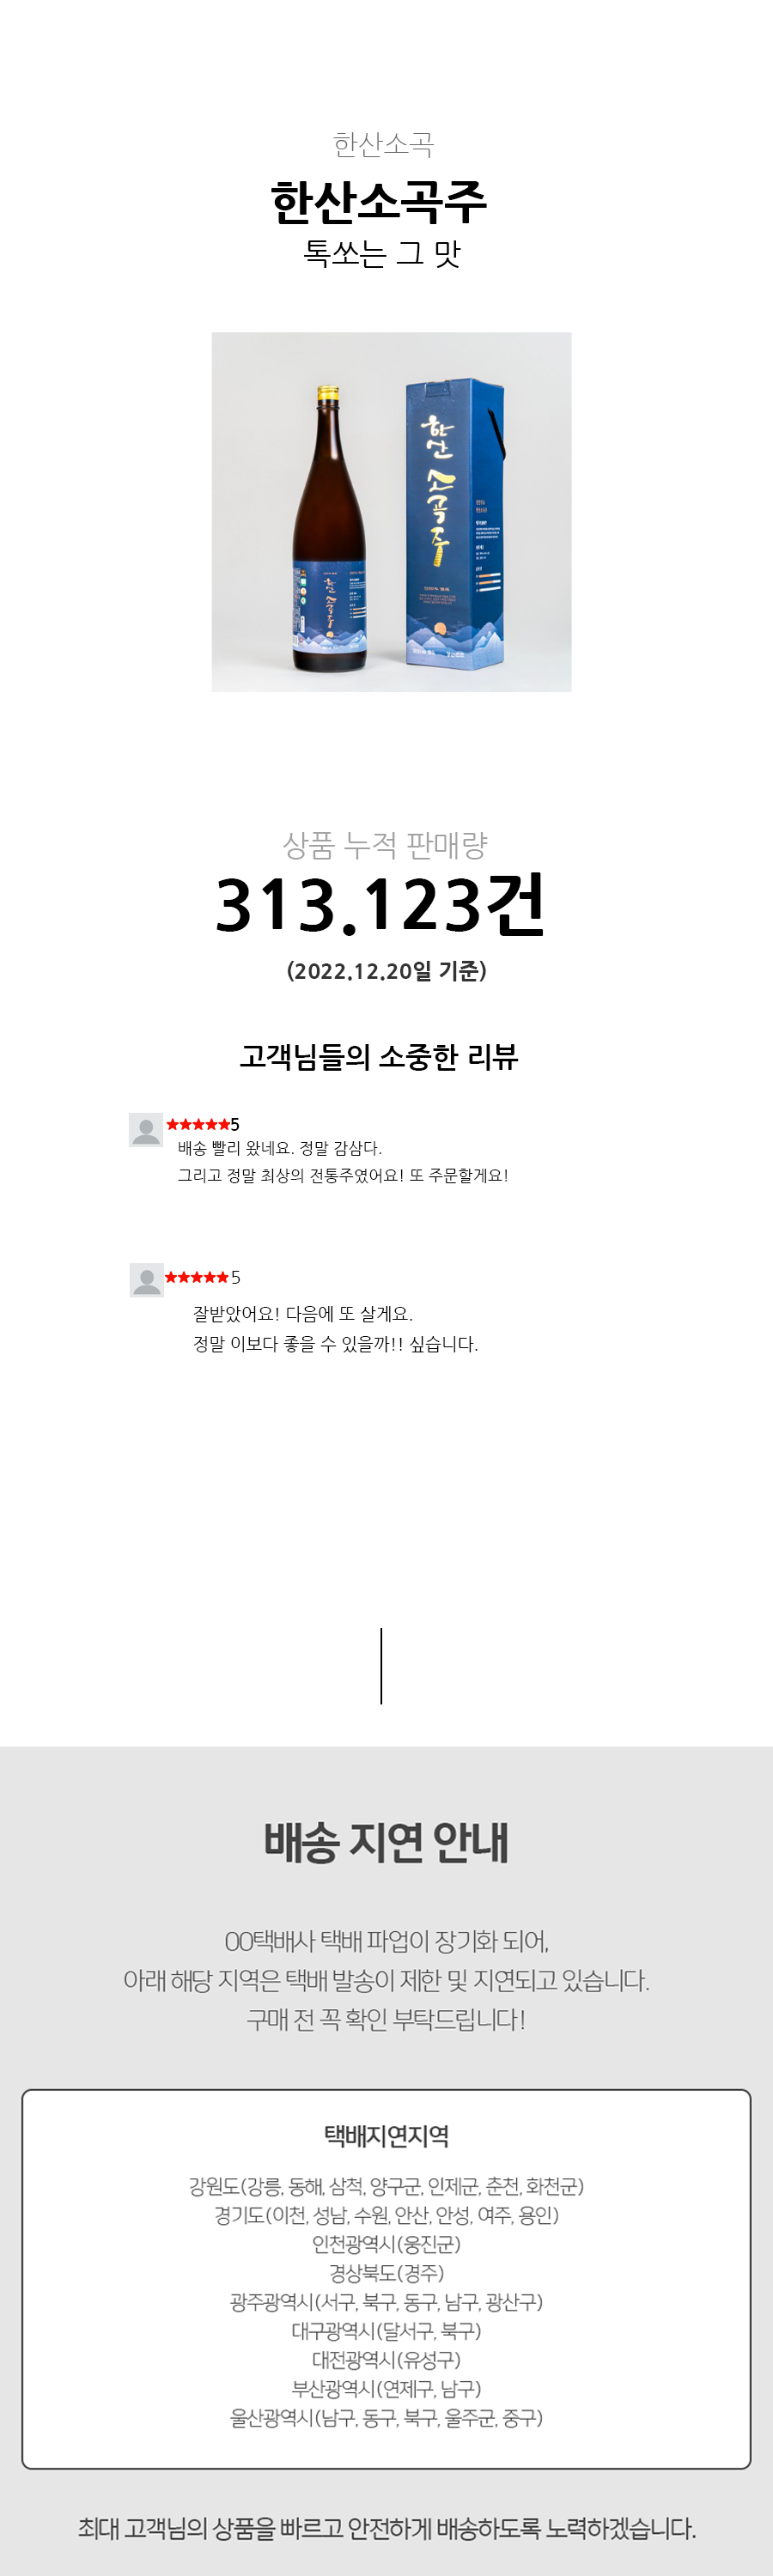 한산소곡
한산소곡주
톡쏘는 그 맛
한산
소곡주
한산
소곡주
상품 누적 판매량
313.123건
(2022.12.20일 기준)
고객님들의 소중한 리뷰
★★★★★5
배송 빨리 왔네요. 정말 감삼다.
그리고 정말 최상의 전통주였어요! 또 주문할게요!
★★★★★ 5
잘받았어요! 다음에 또 살게요.
정말 이보다 좋을 수 있을까!! 싶습니다.
배송 지연 안내
OO택배사 택배 파업이 장기화 되어,
아래 해당 지역은 택배 발송이 제한 및 지연되고 있습니다.
구매 전 꼭 확인 부탁드립니다!
택배지연지역
강원도(강릉, 동해, 삼척, 양구군, 인제군, 춘천, 화천군)
경기도(이천, 성남, 수원, 안산, 안성, 여주, 용인)
인천광역시(웅진군)
경상북도(경주)
광주광역시(서구, 북구, 동구, 남구, 광산구)
대구광역시(달서구, 북구)
대전광역시(유성구)
부산광역시(연제구, 남구)
울산광역시(남구, 동구, 북구, 울주군, 중구)
최대 고객님의 상품을 빠르고 안전하게 배송하도록 노력하겠습니다.